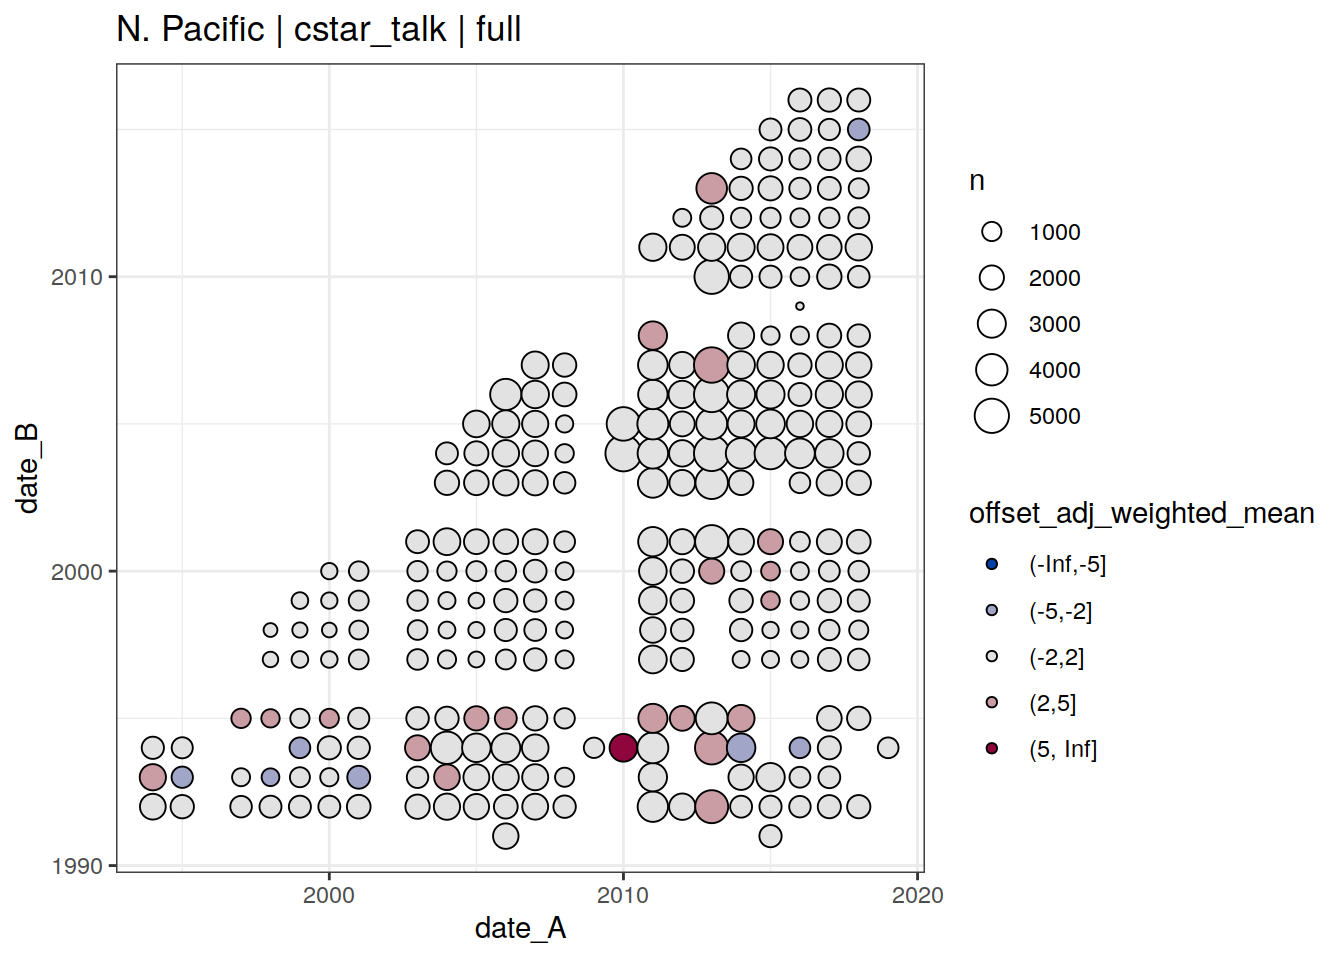 N. Pacific | cstar_talk | full
date_B
2010
2000
1990
2000
2010
2020
date_A
n
1000
2000
3000
4000
5000
offset_adj_weighted_mean
(-Inf,-5]
(-5,-2]
(-2,2]
(2,5]
(5, Inf]